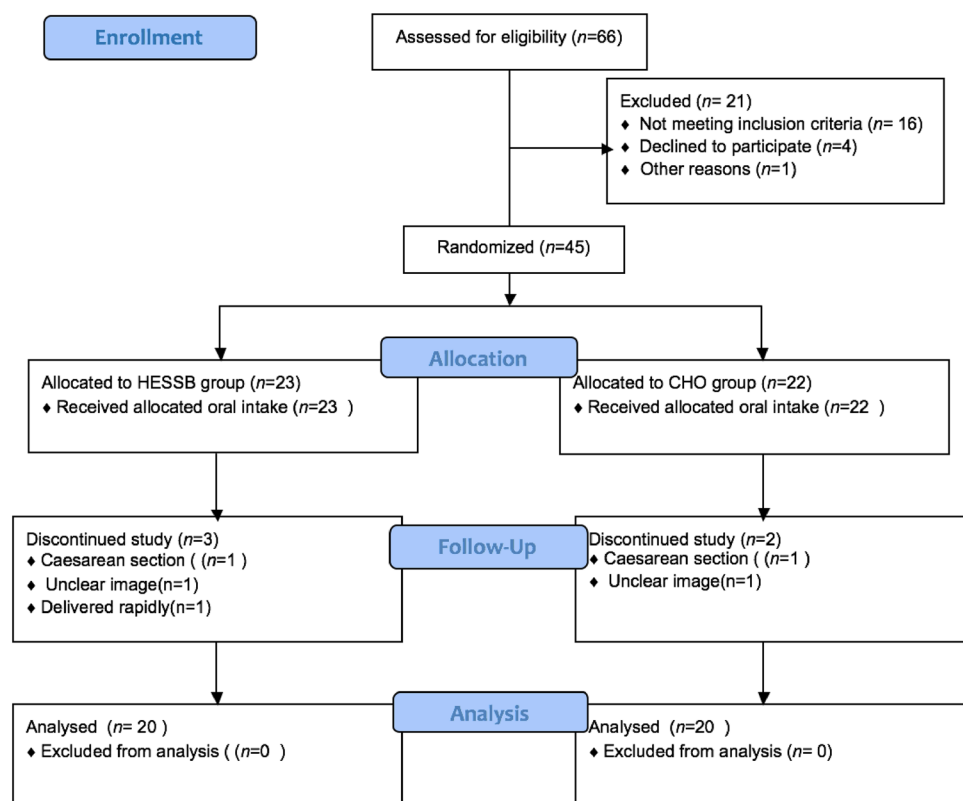 Enrollment
Assessed for eligibility (n=66)
Excluded (n= 21)
♦ Not meeting inclusion criteria (n= 16)
♦ Declined to participate (n=4)
♦ Other reasons (n=1)
Randomized (n=45)
Allocation
Allocated to HESSB group (n=23)
♦ Received allocated oral intake (n=23 )
Allocated to CHO group (n=22)
♦ Received allocated oral intake (n=22 )
Follow-Up
Discontinued study (n=3)
♦ Caesarean section ( (n=1 )
♦ Unclear image(n=1)
♦ Delivered rapidly(n=1)
Discontinued study (n=2)
♦ Caesarean section ( (n=1 )
♦ Unclear image(n=1)
Analysis
Analysed (n= 20 )
♦ Excluded from analysis ( (n=0 )
Analysed (n=20 )
♦ Excluded from analysis (n= 0)